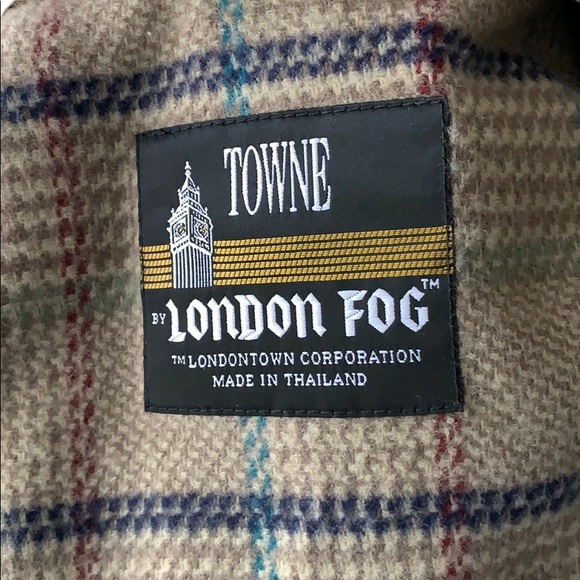 TOWNE
BY LONDON FOG™
™ LONDONTOWN CORPORATION
MADE IN THAILAND